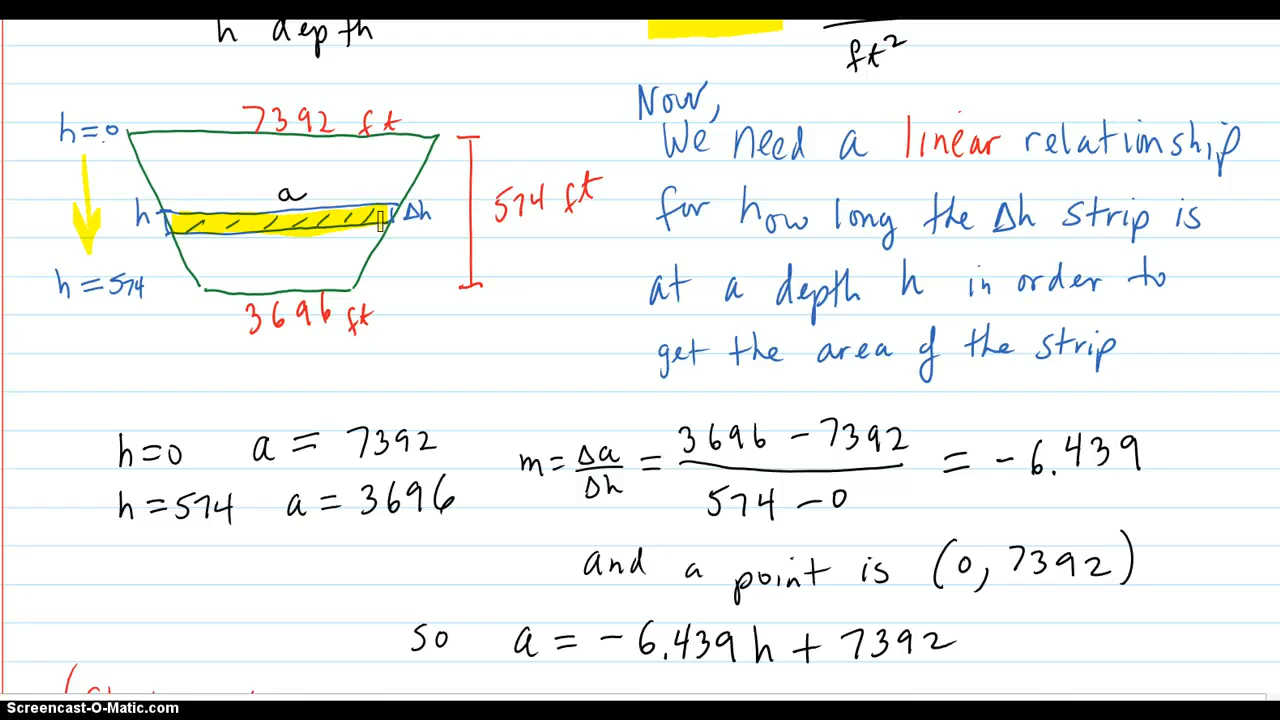 h depth
ft²
7392 ft
h=0
a
h
Δh
574 ft
h = 574
3696 ft
Now,
We need a linear relationship
for how long the Δh strip is
at a depth h in order to
get the area of the strip
h=0 a = 7392
h = 574 a = 3696
m = Δa/Δh = (3696 - 7392)/(574 - 0) = -6.439
and a point is (0, 7392)
so a = -6.439h + 7392
Screencast-O-Matic.com